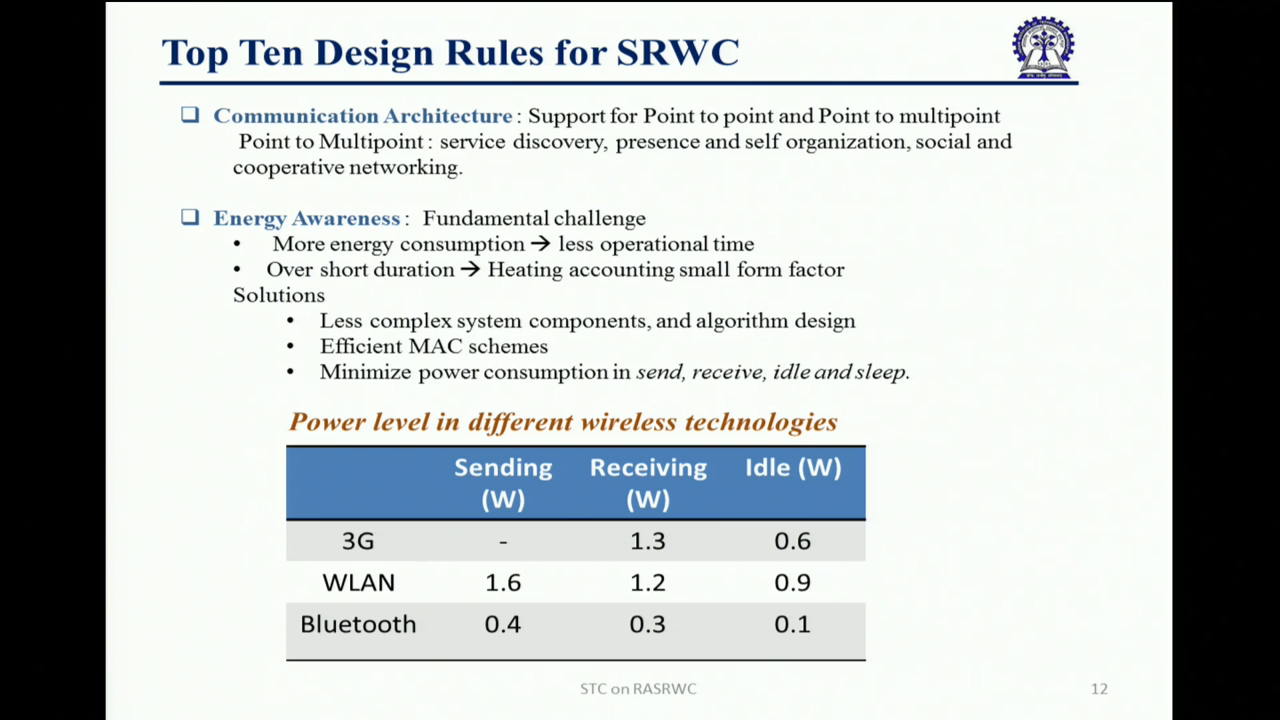 Top Ten Design Rules for SRWC
❑ Communication Architecture : Support for Point to point and Point to multipoint
Point to Multipoint : service discovery, presence and self organization, social and
cooperative networking.
❑ Energy Awareness : Fundamental challenge
• More energy consumption → less operational time
• Over short duration → Heating accounting small form factor
Solutions
• Less complex system components, and algorithm design
• Efficient MAC schemes
• Minimize power consumption in send, receive, idle and sleep.
Power level in different wireless technologies
Sending (W) Receiving (W) Idle (W)
3G - 1.3 0.6
WLAN 1.6 1.2 0.9
Bluetooth 0.4 0.3 0.1
STC on RASRWC 12